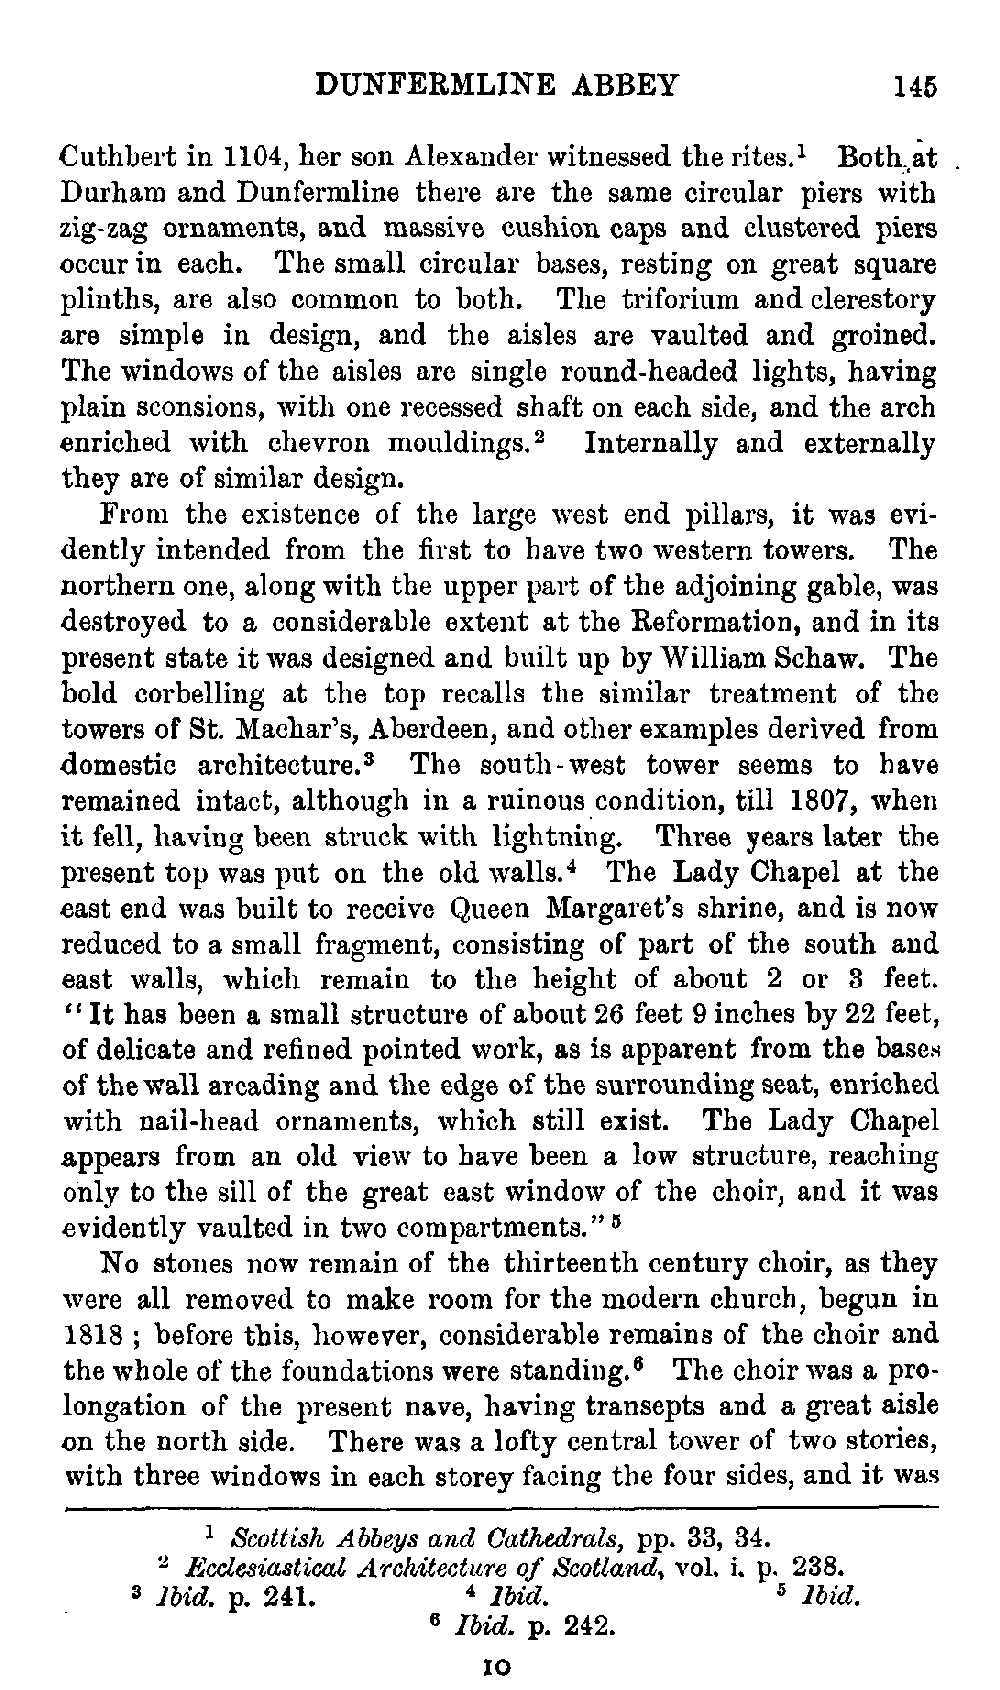 DUNFERMLINE ABBEY 145
Cuthbert in 1104, her son Alexander witnessed the rites.¹ Both at
Durham and Dunfermline there are the same circular piers with
zig-zag ornaments, and massive cushion caps and clustered piers
occur in each. The small circular bases, resting on great square
plinths, are also common to both. The triforium and clerestory
are simple in design, and the aisles are vaulted and groined.
The windows of the aisles are single round-headed lights, having
plain sconsions, with one recessed shaft on each side, and the arch
enriched with chevron mouldings.² Internally and externally
they are of similar design.
From the existence of the large west end pillars, it was evi-
dently intended from the first to have two western towers. The
northern one, along with the upper part of the adjoining gable, was
destroyed to a considerable extent at the Reformation, and in its
present state it was designed and built up by William Schaw. The
bold corbelling at the top recalls the similar treatment of the
towers of St. Machar's, Aberdeen, and other examples derived from
domestic architecture.³ The south-west tower seems to have
remained intact, although in a ruinous condition, till 1807, when
it fell, having been struck with lightning. Three years later the
present top was put on the old walls.⁴ The Lady Chapel at the
east end was built to receive Queen Margaret's shrine, and is now
reduced to a small fragment, consisting of part of the south and
east walls, which remain to the height of about 2 or 3 feet.
"It has been a small structure of about 26 feet 9 inches by 22 feet,
of delicate and refined pointed work, as is apparent from the bases
of the wall arcading and the edge of the surrounding seat, enriched
with nail-head ornaments, which still exist. The Lady Chapel
appears from an old view to have been a low structure, reaching
only to the sill of the great east window of the choir, and it was
evidently vaulted in two compartments."⁵
No stones now remain of the thirteenth century choir, as they
were all removed to make room for the modern church, begun in
1818 ; before this, however, considerable remains of the choir and
the whole of the foundations were standing.⁶ The choir was a pro-
longation of the present nave, having transepts and a great aisle
on the north side. There was a lofty central tower of two stories,
with three windows in each storey facing the four sides, and it was
¹ Scottish Abbeys and Cathedrals, pp. 33, 34.
² Ecclesiastical Architecture of Scotland, vol. i. p. 238.
³ Ibid. p. 241. ⁴ Ibid. ⁵ Ibid.
⁶ Ibid. p. 242.
10